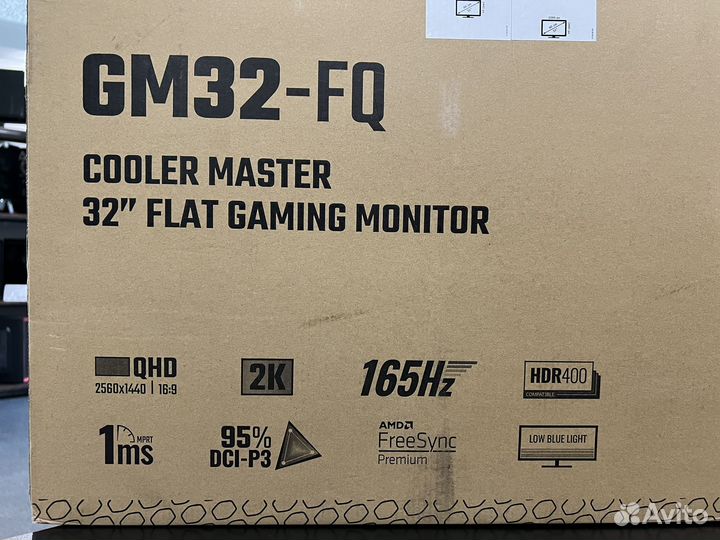 GM32-FQ
COOLER MASTER
32” FLAT GAMING MONITOR
QHD
2560x1440 | 16:9
2K
165Hz
HDR400
COMPATIBLE
1ms MPRT
95%
DCI-P3
AMD
FreeSync
Premium
LOW BLUE LIGHT
Avito